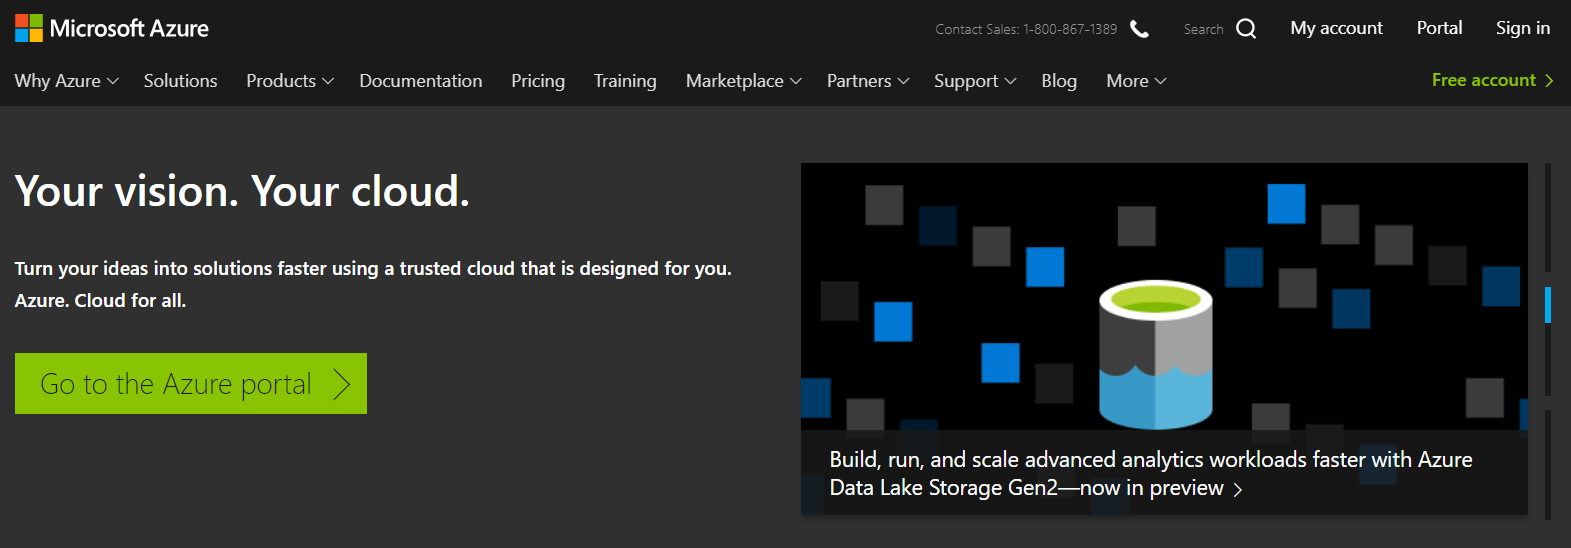 Microsoft Azure
Contact Sales: 1-800-867-1389
Search
My account
Portal
Sign in
Why Azure
Solutions
Products
Documentation
Pricing
Training
Marketplace
Partners
Support
Blog
More
Free account
Your vision. Your cloud.
Turn your ideas into solutions faster using a trusted cloud that is designed for you.
Azure. Cloud for all.
Go to the Azure portal
Build, run, and scale advanced analytics workloads faster with Azure
Data Lake Storage Gen2—now in preview